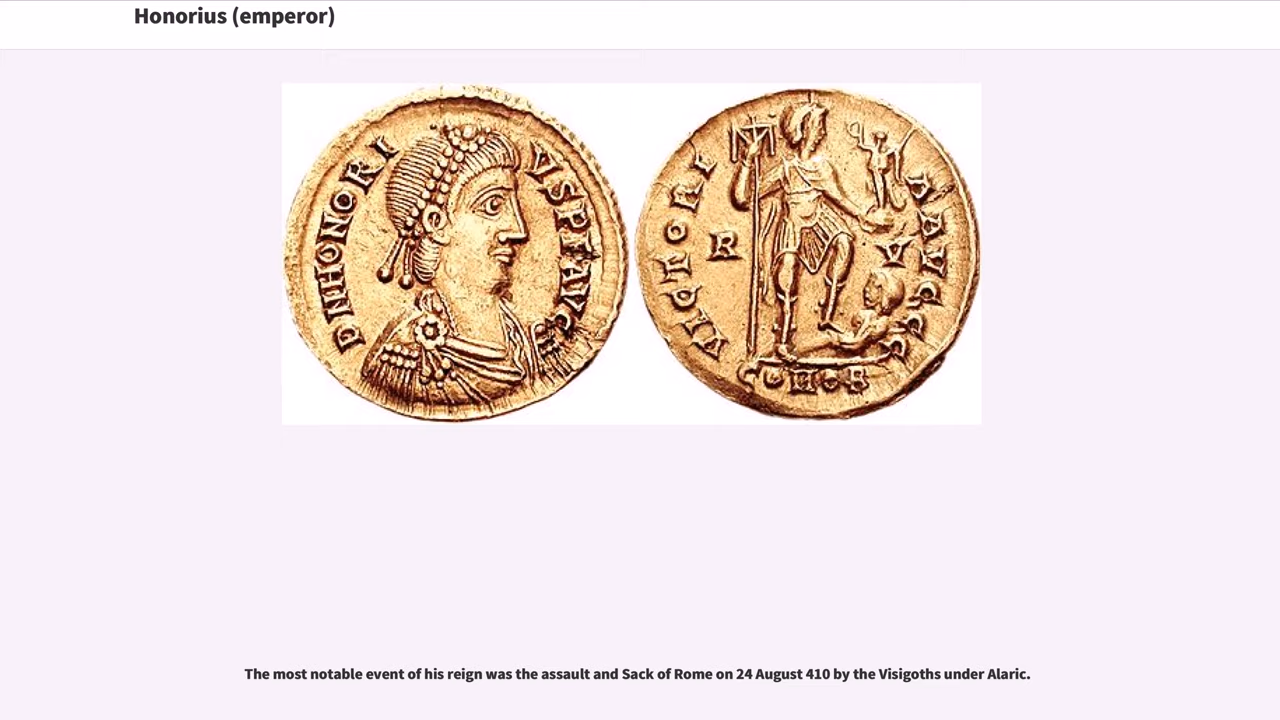 Honorius (emperor)
D N HONORI VS P F AVG
VICTORI A AVGGG
R V
COMOB
The most notable event of his reign was the assault and Sack of Rome on 24 August 410 by the Visigoths under Alaric.